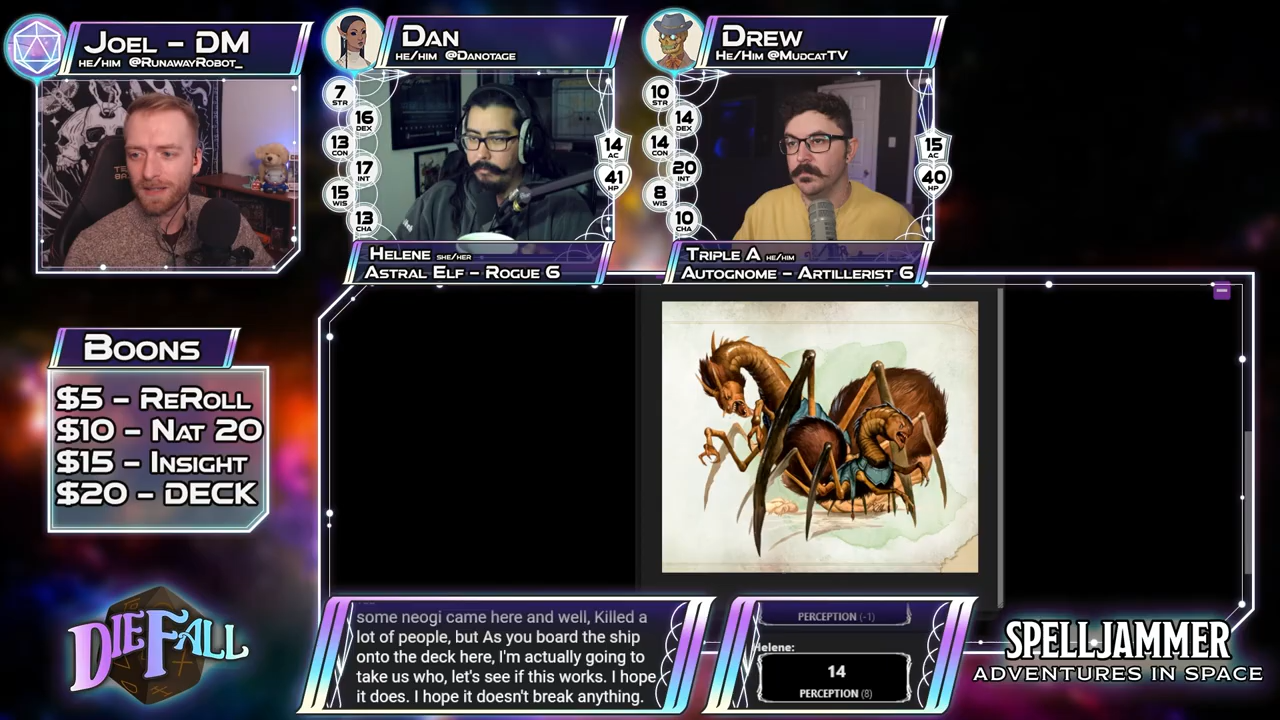 Joel - DM
he/him @RunawayRobot_
Dan
he/him @Danotage
7
STR
16
DEX
13
CON
17
INT
15
WIS
13
CHA
14
AC
41
HP
Helene she/her
Astral Elf - Rogue 6
Drew
He/Him @MudcatTV
10
STR
14
DEX
14
CON
20
INT
8
WIS
10
CHA
15
AC
40
HP
Triple A he/him
Autognome - Artillerist 6
Boons
$5 - ReRoll
$10 - Nat 20
$15 - Insight
$20 - DECK
DieFall
some neogi came here and well, Killed a
lot of people, but As you board the ship
onto the deck here, I'm actually going to
take us who, let's see if this works. I hope
it does. I hope it doesn't break anything.
PERCEPTION (-1)
Helene:
14
PERCEPTION (8)
SPELLJAMMER
ADVENTURES IN SPACE